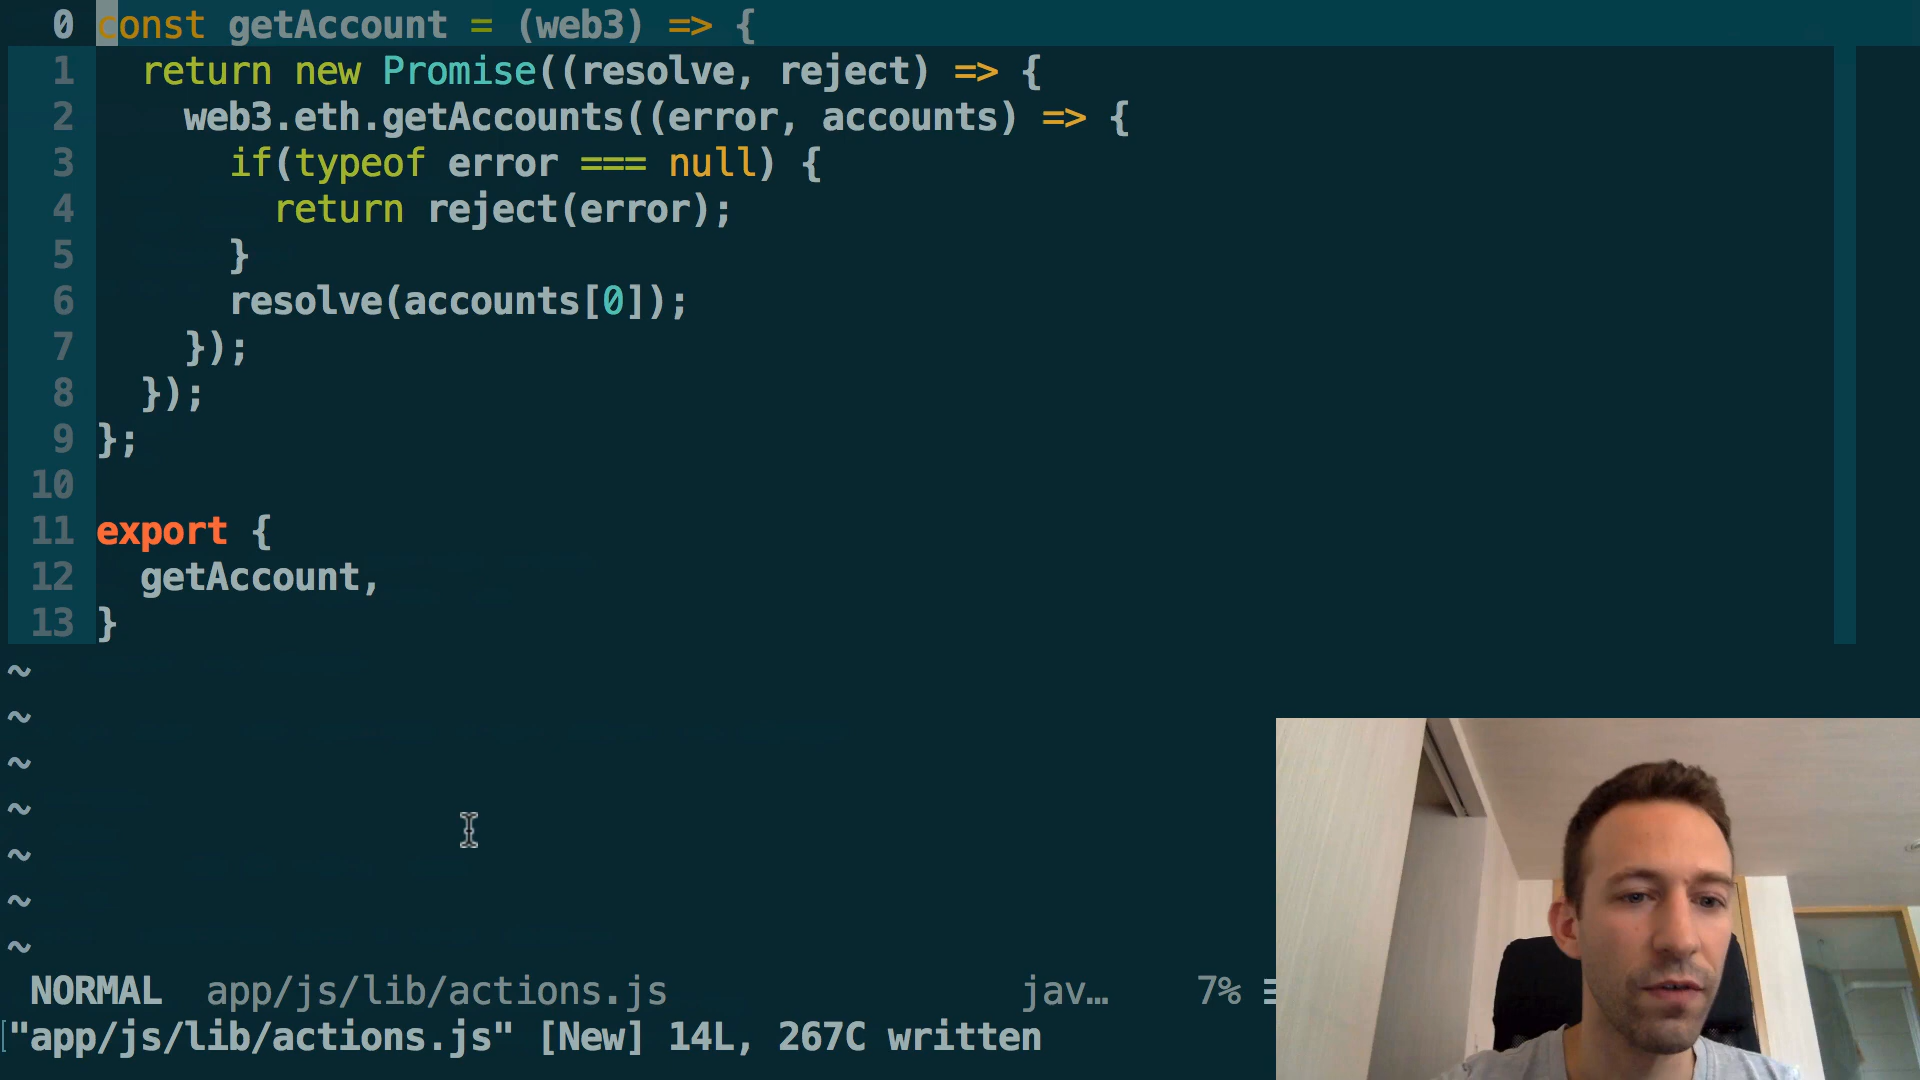 0 const getAccount = (web3) => {
1 return new Promise((resolve, reject) => {
2 web3.eth.getAccounts((error, accounts) => {
3 if(typeof error === null) {
4 return reject(error);
5 }
6 resolve(accounts[0]);
7 });
8 });
9 };
10
11 export {
12 getAccount,
13 }
~
~
~
~
~
~
~
NORMAL app/js/lib/actions.js jav… 7% ☰
"app/js/lib/actions.js" [New] 14L, 267C written